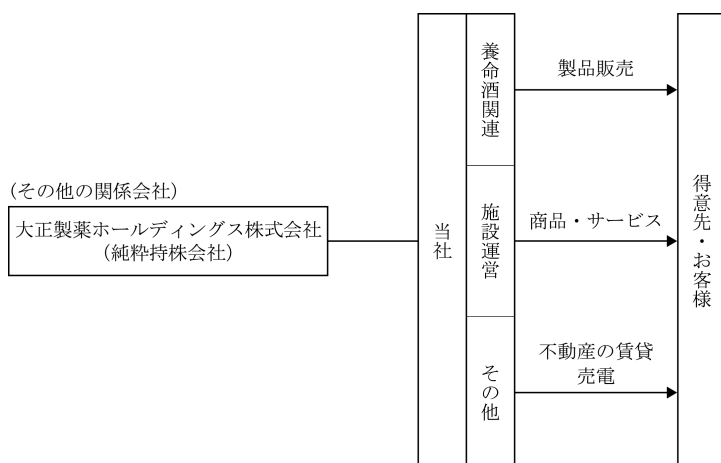 (その他の関係会社)
大正製薬ホールディングス株式会社
(純粋持株会社)
当社
養命酒関連
製品販売
施設運営
商品・サービス
その他
不動産の賃貸
売電
得意先・お客様